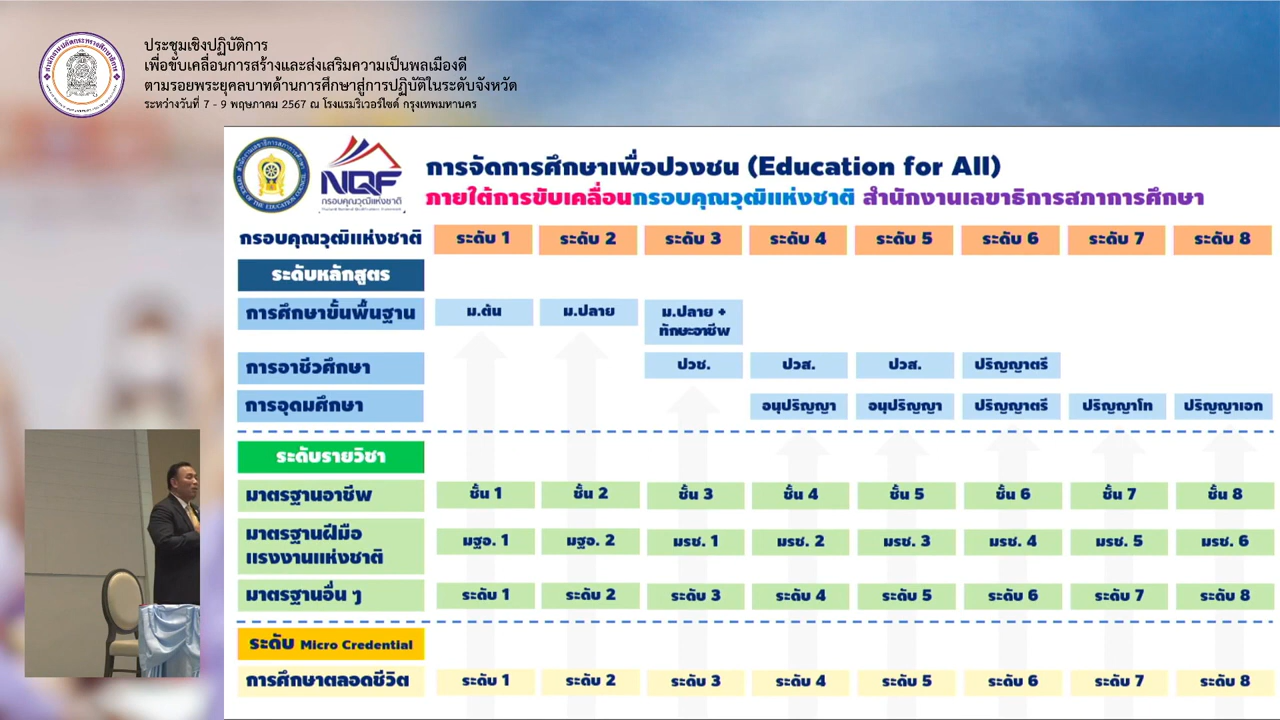 ประชุมเชิงปฏิบัติการ
เพื่อขับเคลื่อนการสร้างและส่งเสริมความเป็นพลเมืองดี
ตามรอยพระยุคลบาทด้านการศึกษาสู่การปฏิบัติในระดับจังหวัด
ระหว่างวันที่ 7 - 9 พฤษภาคม 2567 ณ โรงแรมริเวอร์ไซด์ กรุงเทพมหานคร
NQF
กรอบคุณวุฒิแห่งชาติ
การจัดการศึกษาเพื่อปวงชน (Education for All)
ภายใต้การขับเคลื่อนกรอบคุณวุฒิแห่งชาติ สำนักงานเลขาธิการสภาการศึกษา
กรอบคุณวุฒิแห่งชาติ ระดับ 1 ระดับ 2 ระดับ 3 ระดับ 4 ระดับ 5 ระดับ 6 ระดับ 7 ระดับ 8
ระดับหลักสูตร
การศึกษาขั้นพื้นฐาน ม.ต้น ม.ปลาย ม.ปลาย +
ทักษะอาชีพ
การอาชีวศึกษา ปวช. ปวส. ปวส. ปริญญาตรี
การอุดมศึกษา อนุปริญญา อนุปริญญา ปริญญาตรี ปริญญาโท ปริญญาเอก
ระดับรายวิชา
มาตรฐานอาชีพ ชั้น 1 ชั้น 2 ชั้น 3 ชั้น 4 ชั้น 5 ชั้น 6 ชั้น 7 ชั้น 8
มาตรฐานฝีมือ
แรงงานแห่งชาติ มฐอ. 1 มฐอ. 2 มรช. 1 มรช. 2 มรช. 3 มรช. 4 มรช. 5 มรช. 6
มาตรฐานอื่น ๆ ระดับ 1 ระดับ 2 ระดับ 3 ระดับ 4 ระดับ 5 ระดับ 6 ระดับ 7 ระดับ 8
ระดับ Micro Credential
การศึกษาตลอดชีวิต ระดับ 1 ระดับ 2 ระดับ 3 ระดับ 4 ระดับ 5 ระดับ 6 ระดับ 7 ระดับ 8